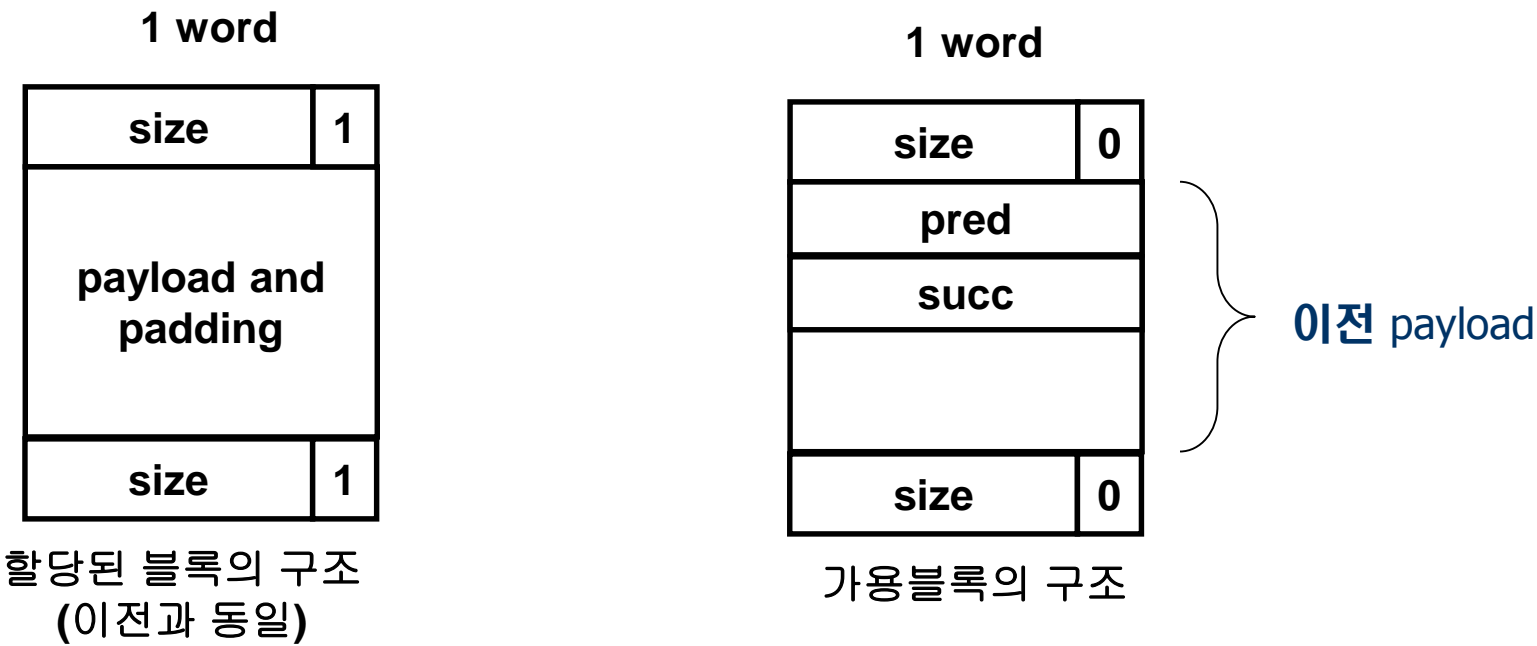 1 word
size 1
payload and
padding
size 1
할당된 블록의 구조
(이전과 동일)
1 word
size 0
pred
succ
size 0
이전 payload
가용블록의 구조